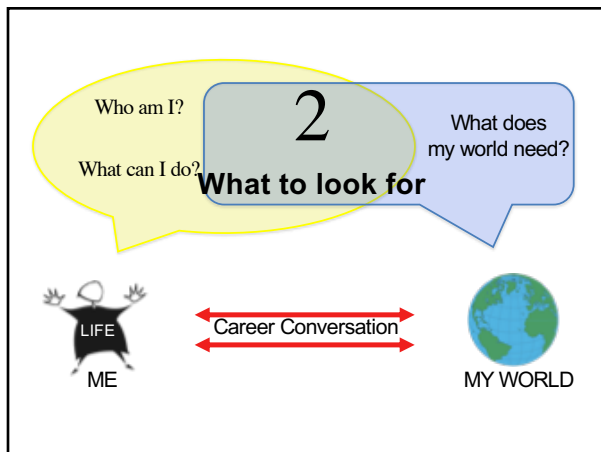 Who am I?
What can I do?
2
What to look for
What does
my world need?
LIFE
ME
Career Conversation
MY WORLD